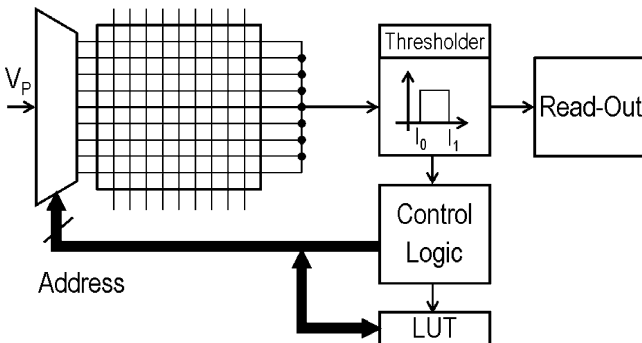 Thresholder
V_P
Read-Out
I_0 I_1
Control
Logic
Address
LUT